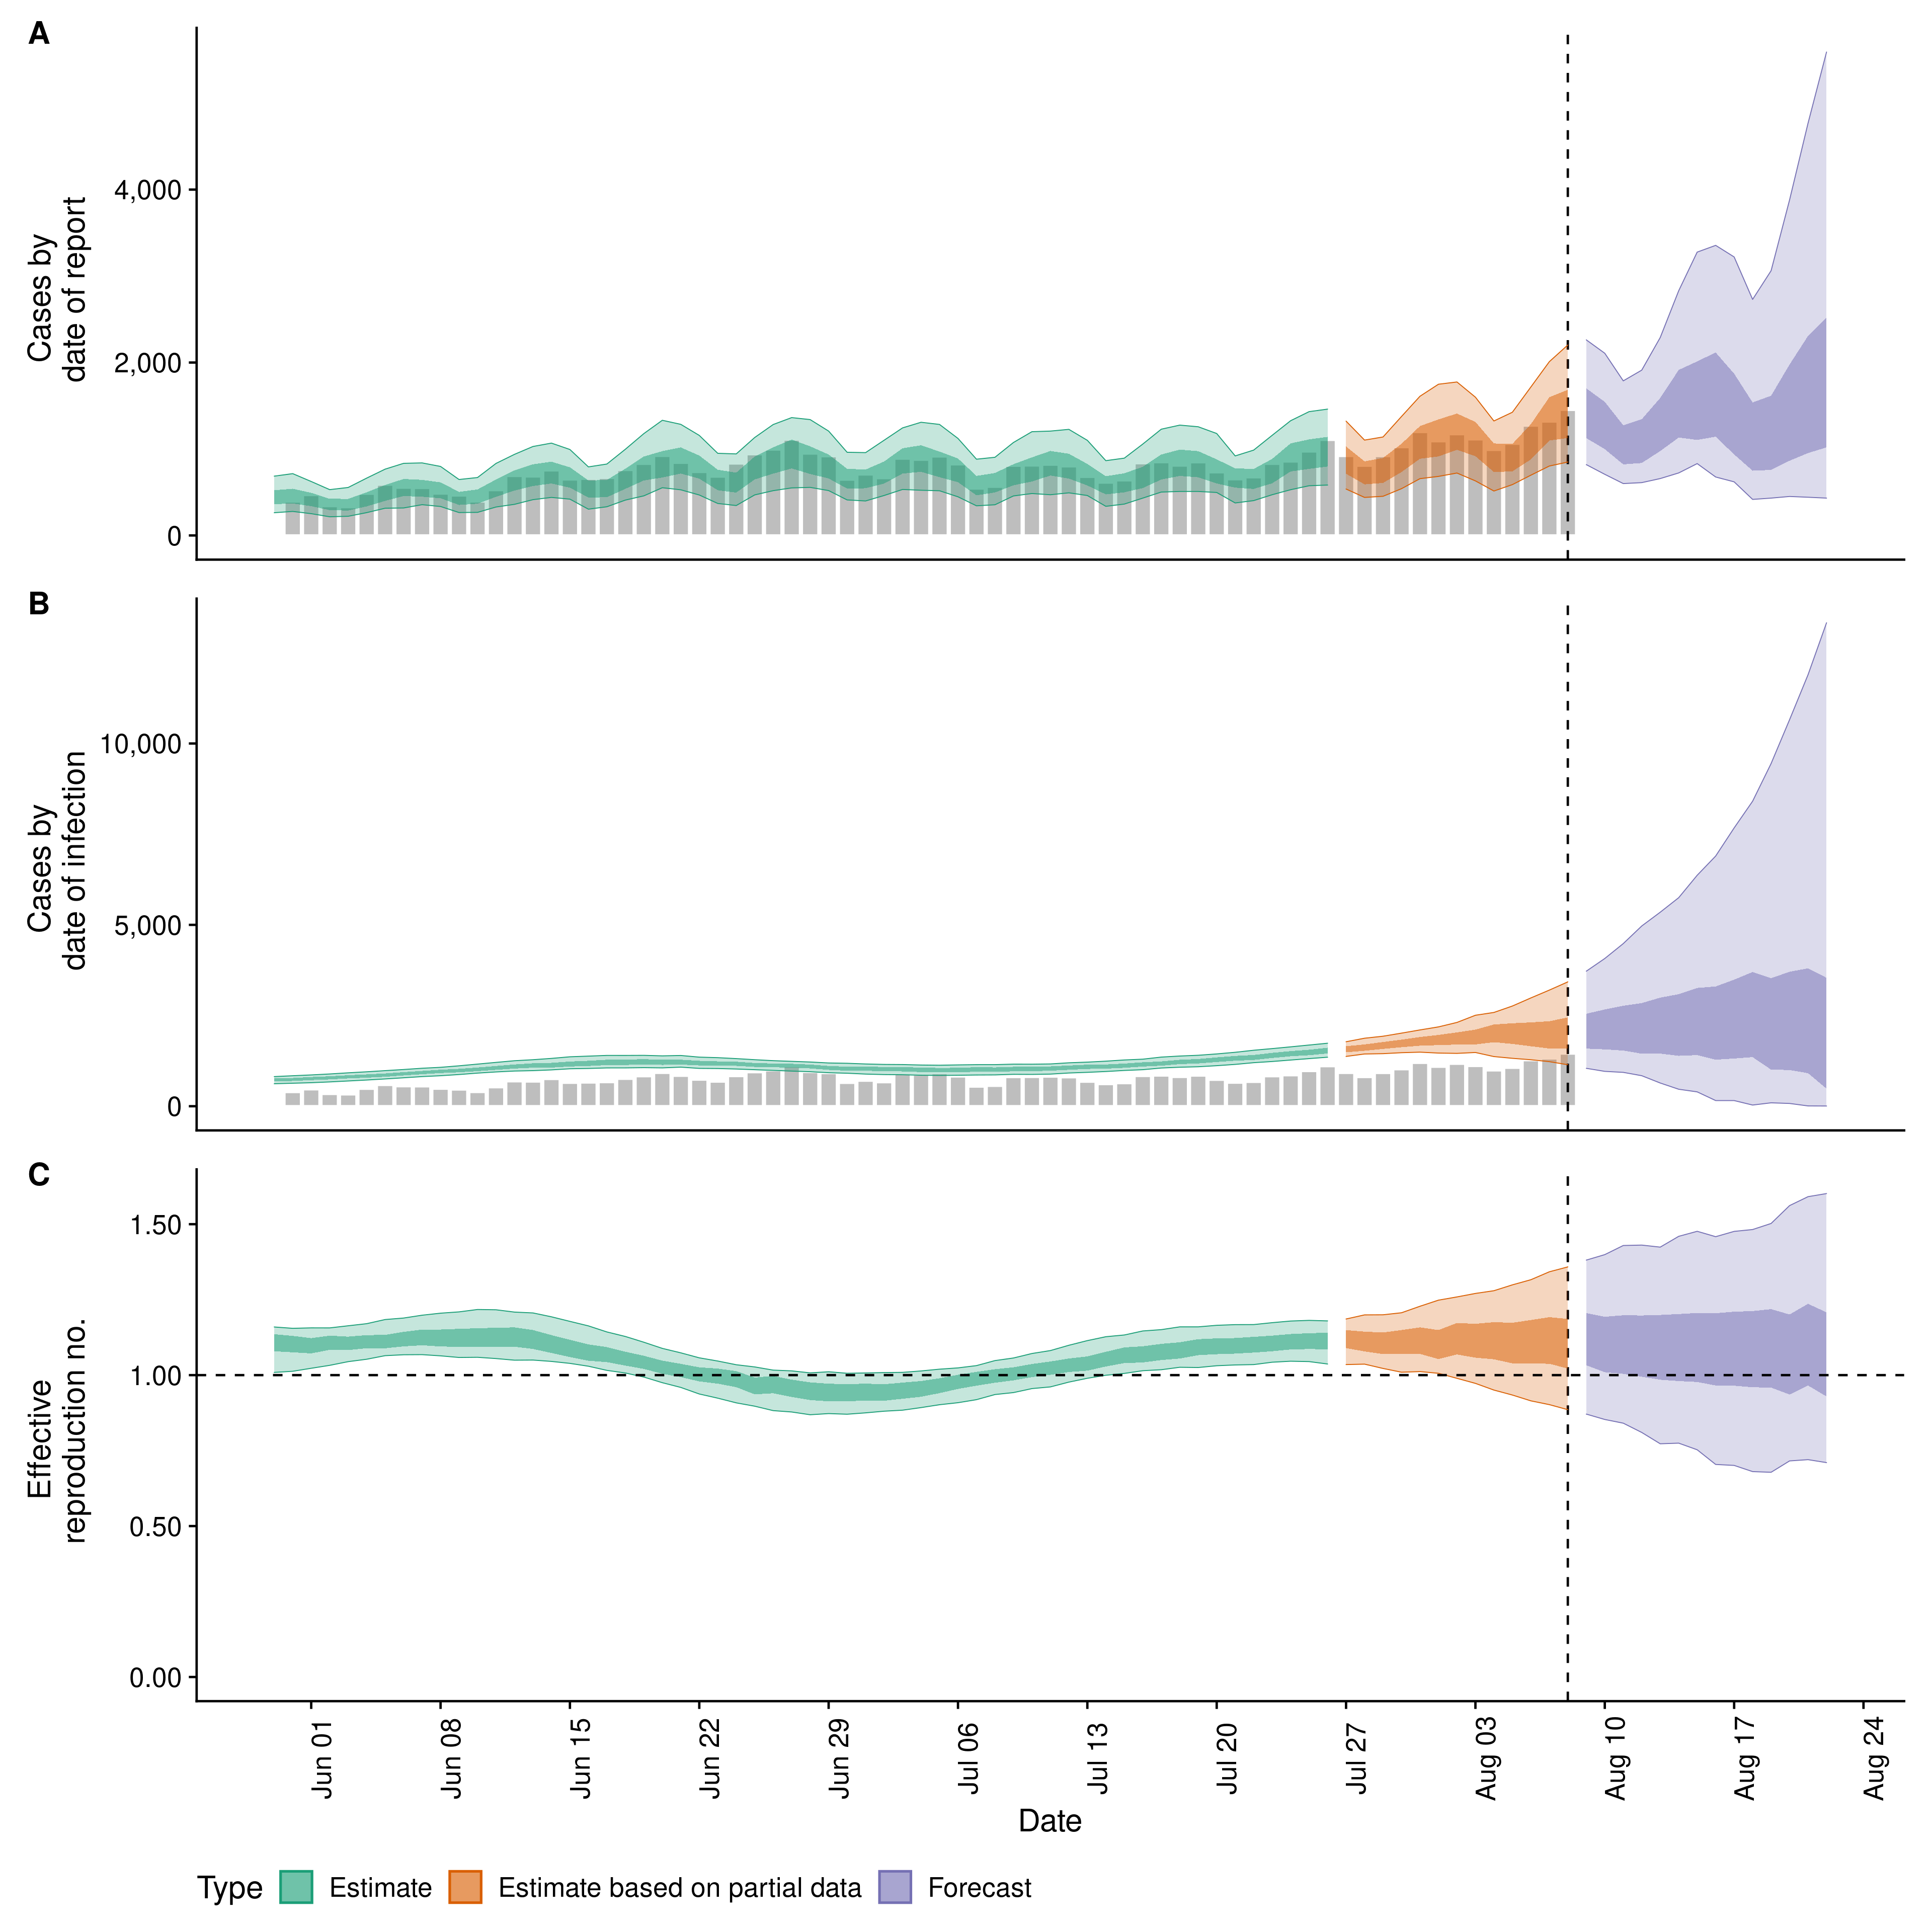 A
Cases by
date of report
4,000
2,000
0
B
Cases by
date of infection
10,000
5,000
0
C
Effective
reproduction no.
1.50
1.00
0.50
0.00
Jun 01
Jun 08
Jun 15
Jun 22
Jun 29
Jul 06
Jul 13
Jul 20
Jul 27
Aug 03
Aug 10
Aug 17
Aug 24
Date
Type Estimate Estimate based on partial data Forecast